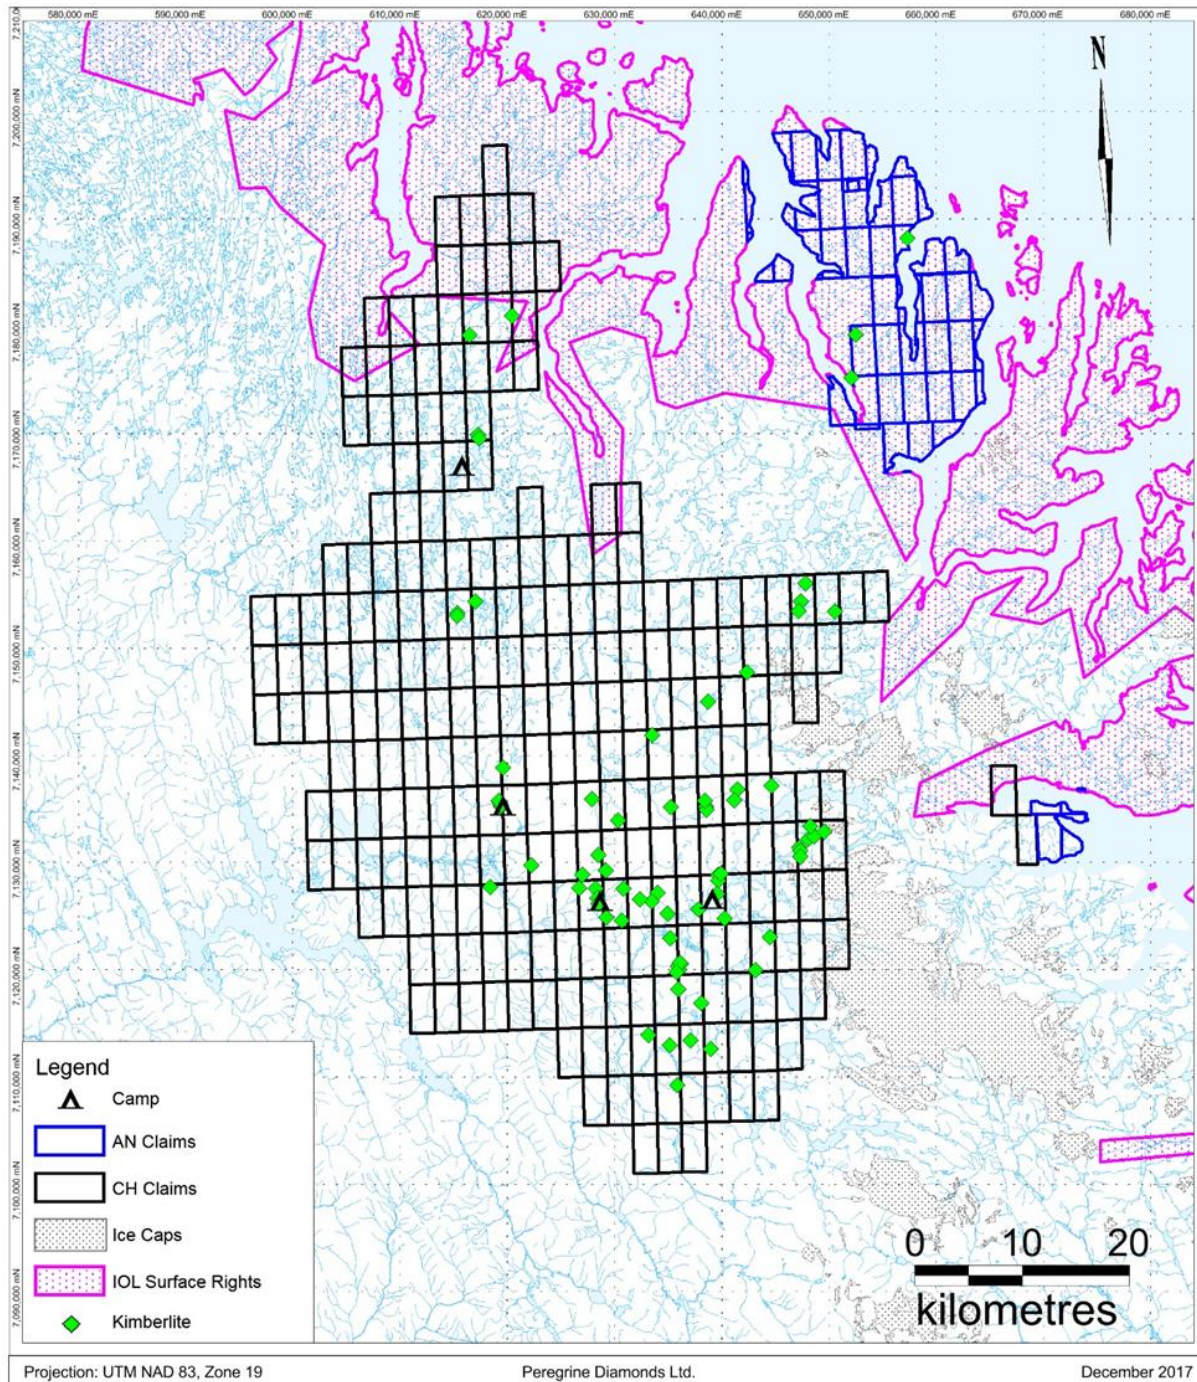 580,000 mE 590,000 mE 600,000 mE 610,000 mE 620,000 mE 630,000 mE 640,000 mE 650,000 mE 660,000 mE 670,000 mE 680,000 mE
7,200,000 mN
7,190,000 mN
7,180,000 mN
7,170,000 mN
7,160,000 mN
7,150,000 mN
7,140,000 mN
7,130,000 mN
7,120,000 mN
7,110,000 mN
7,100,000 mN
7,090,000 mN
N
Legend
Camp
AN Claims
CH Claims
Ice Caps
IOL Surface Rights
Kimberlite
0 10 20
kilometres
Projection: UTM NAD 83, Zone 19 Peregrine Diamonds Ltd. December 2017